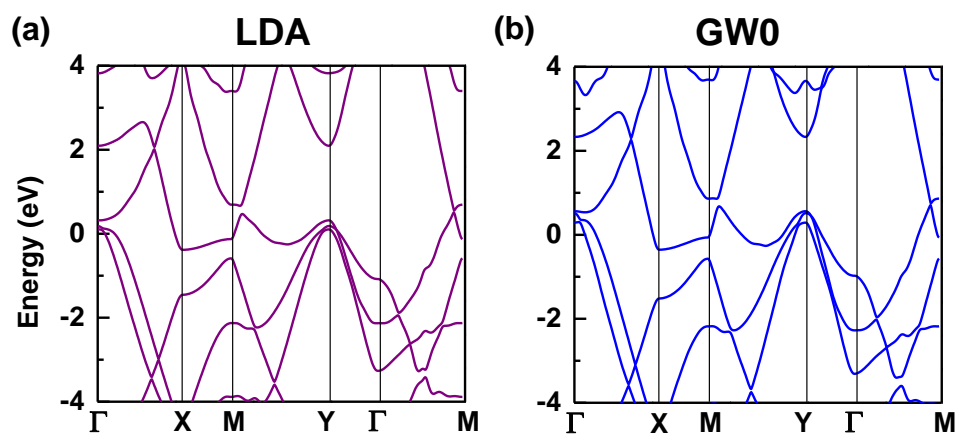 (a) LDA (b) GW0
4 4
2 2
0 0
-2 -2
-4 -4
Energy (eV)
Γ X M Y Γ M Γ X M Y Γ M